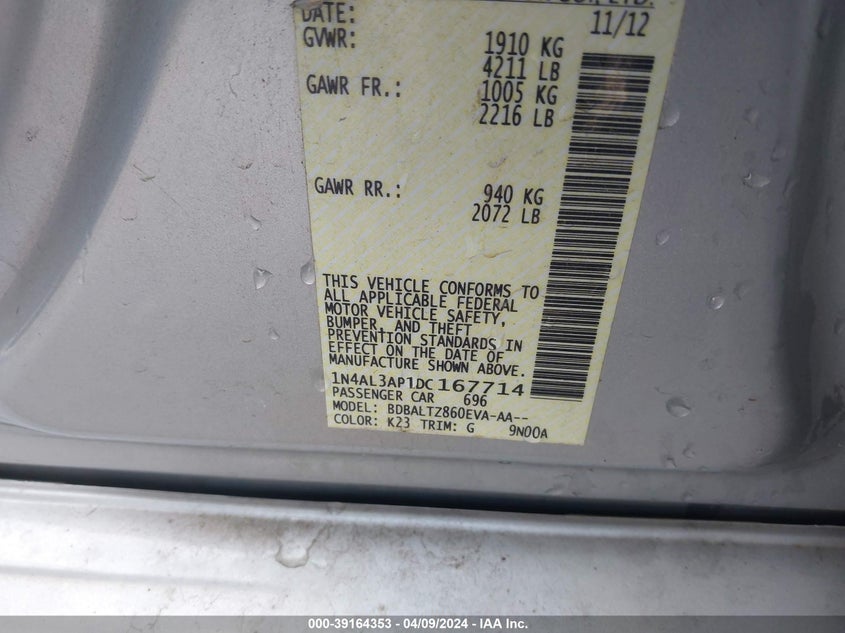 CO., LTD.
DATE: 11/12
GVWR: 1910 KG
4211 LB
GAWR FR.: 1005 KG
2216 LB
GAWR RR.: 940 KG
2072 LB
THIS VEHICLE CONFORMS TO
ALL APPLICABLE FEDERAL
MOTOR VEHICLE SAFETY,
BUMPER, AND THEFT
PREVENTION STANDARDS IN
EFFECT ON THE DATE OF
MANUFACTURE SHOWN ABOVE.
1N4AL3AP1DC167714
PASSENGER CAR 696
MODEL: BDBALTZ860EVA-AA--
COLOR: K23 TRIM: G 9N00A
000-39164353 / 04/09/2024 - IAA Inc.